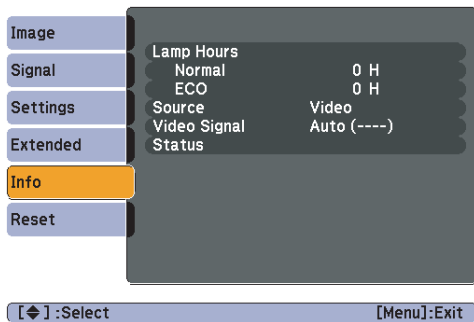 Image
Signal
Settings
Extended
Info
Reset
Lamp Hours
Normal 0 H
ECO 0 H
Source Video
Video Signal Auto (----)
Status
[◆] :Select [Menu]:Exit